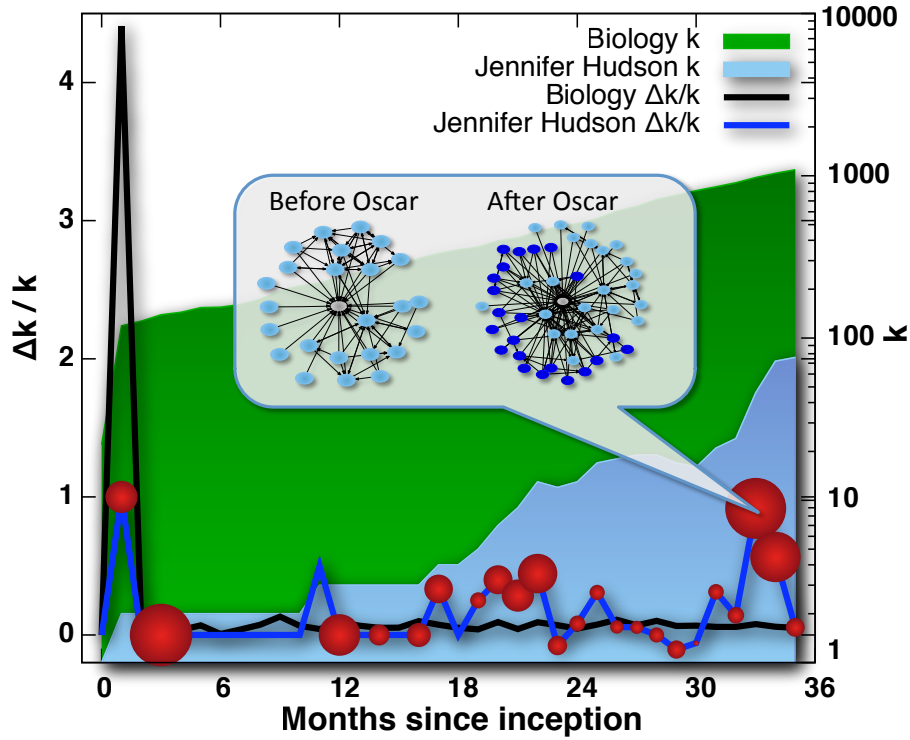 Biology k
Jennifer Hudson k
Biology Δk/k
Jennifer Hudson Δk/k
Before Oscar
After Oscar
Δk / k
4
3
2
1
0
k
10000
1000
100
10
1
0
6
12
18
24
30
36
Months since inception